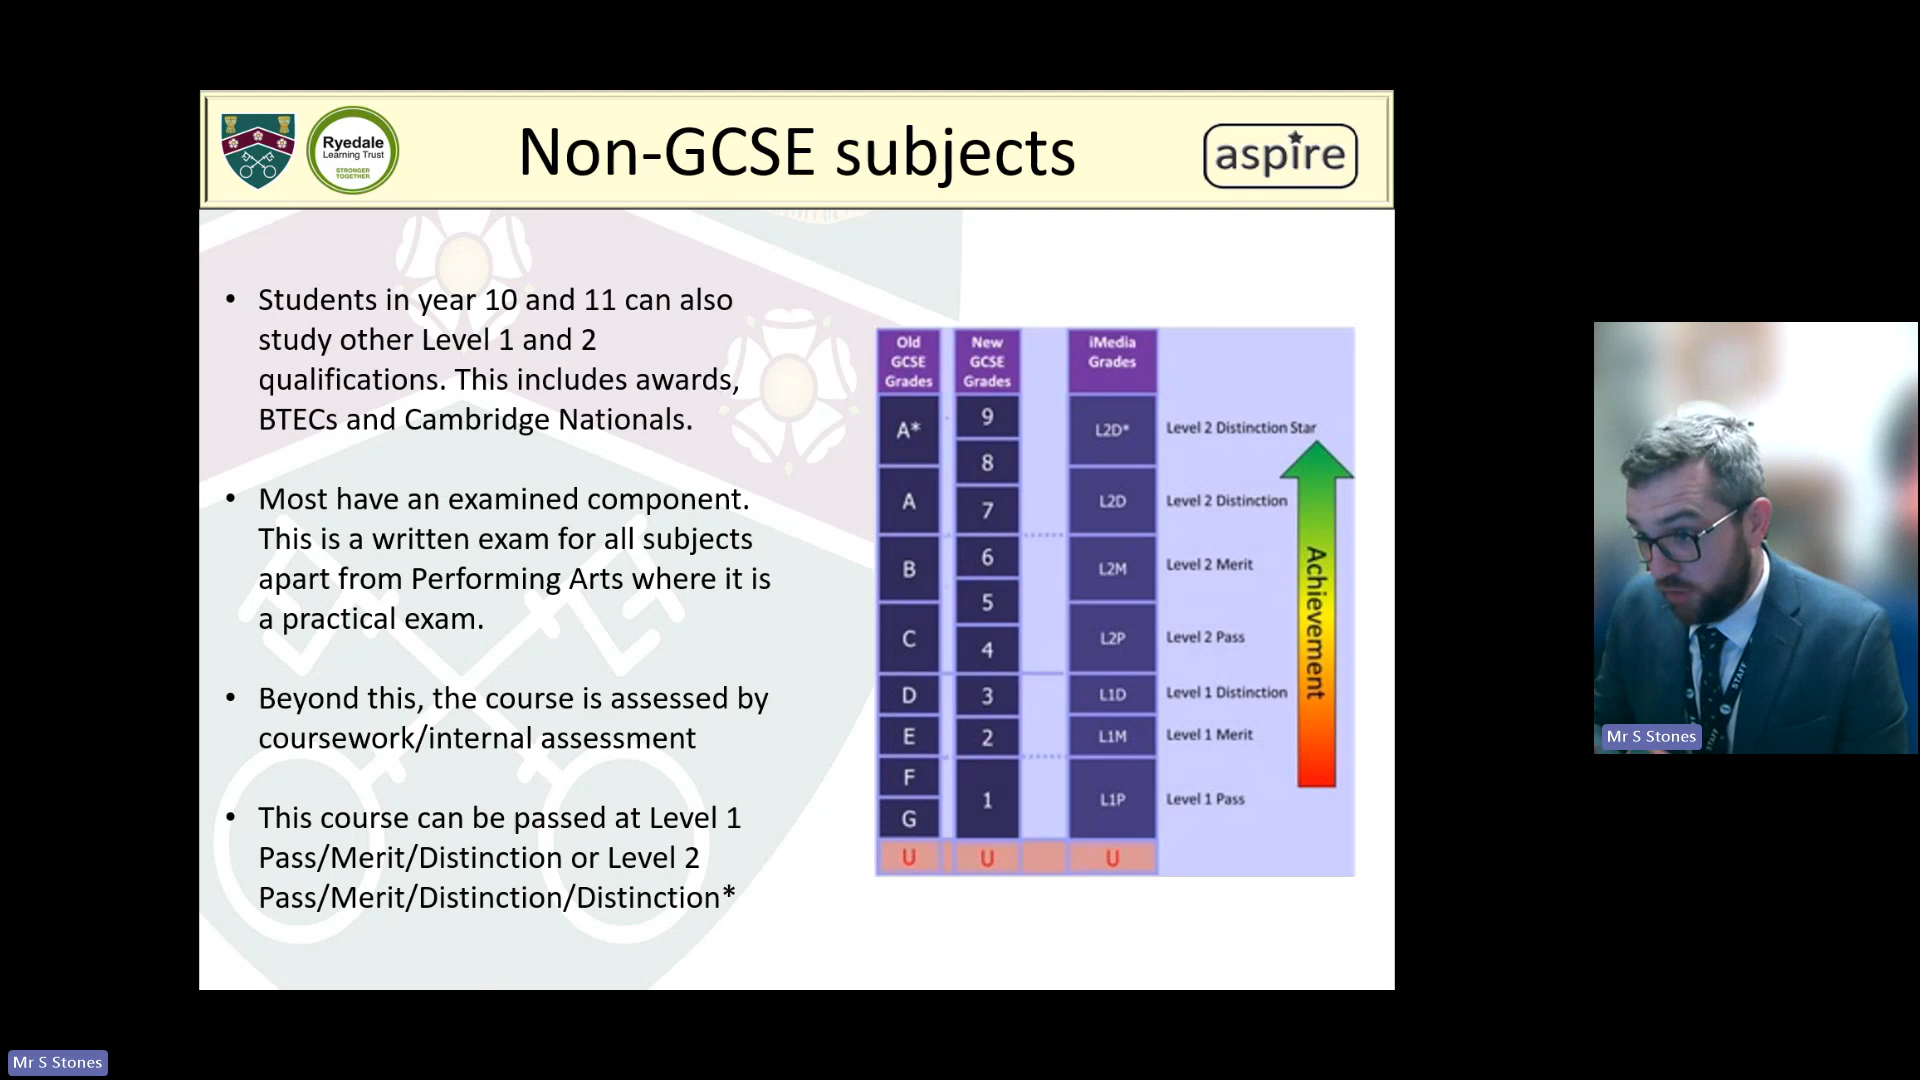 Ryedale
Learning Trust
STRONGER
TOGETHER
Non-GCSE subjects
aspire
• Students in year 10 and 11 can also
study other Level 1 and 2
qualifications. This includes awards,
BTECs and Cambridge Nationals.
• Most have an examined component.
This is a written exam for all subjects
apart from Performing Arts where it is
a practical exam.
• Beyond this, the course is assessed by
coursework/internal assessment
• This course can be passed at Level 1
Pass/Merit/Distinction or Level 2
Pass/Merit/Distinction/Distinction*
Old GCSE Grades
New GCSE Grades
iMedia Grades
A*
9
8
L2D*
Level 2 Distinction Star
A
7
L2D
Level 2 Distinction
B
6
L2M
Level 2 Merit
5
C
4
L2P
Level 2 Pass
D
3
L1D
Level 1 Distinction
E
2
L1M
Level 1 Merit
F
G
1
L1P
Level 1 Pass
U
U
U
Achievement
STAFF
STAFF
Mr S Stones
Mr S Stones